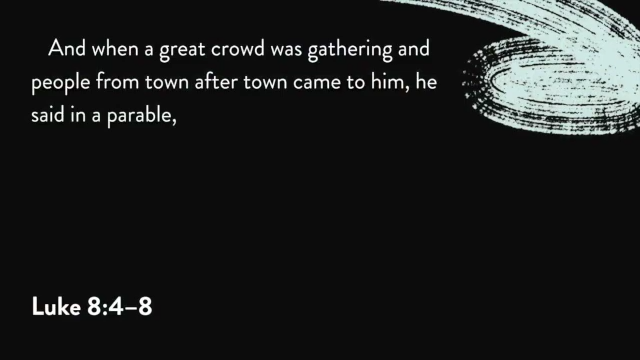 And when a great crowd was gathering and
people from town after town came to him, he
said in a parable,
Luke 8:4–8